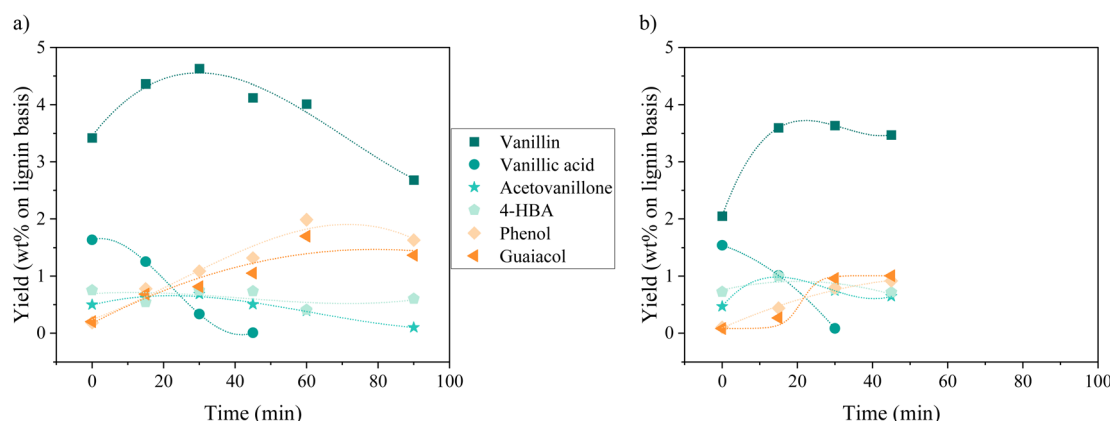 a)
Yield (wt% on lignin basis)
5
4
3
2
1
0
0
20
40
60
80
100
Time (min)
Vanillin
Vanillic acid
Acetovanillone
4-HBA
Phenol
Guaiacol
b)
Yield (wt% on lignin basis)
5
4
3
2
1
0
0
20
40
60
80
100
Time (min)